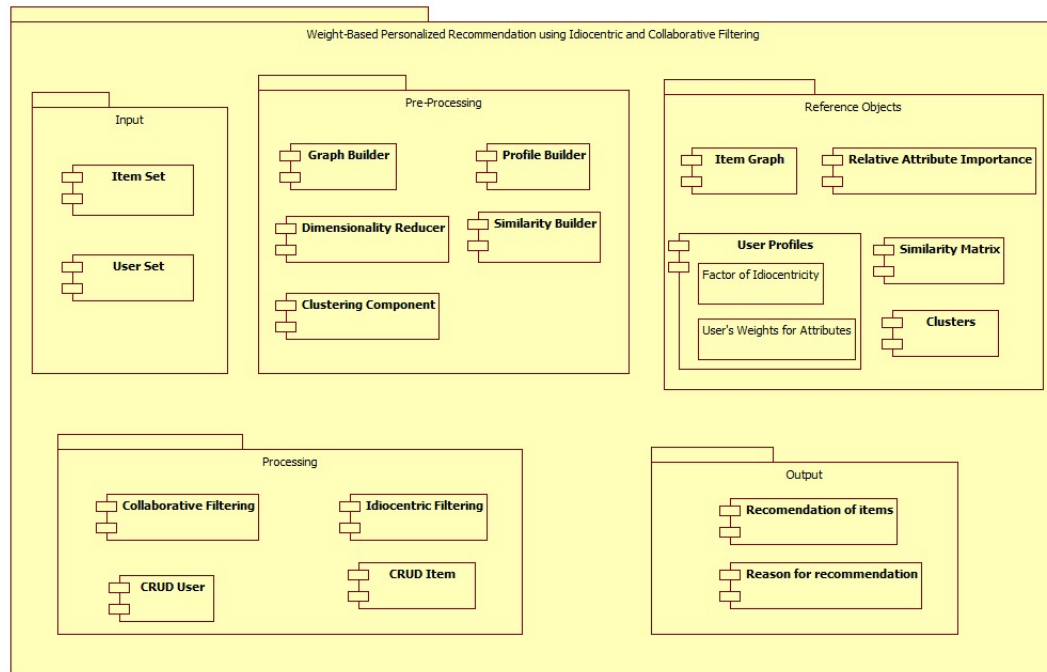 Weight-Based Personalized Recommendation using Idiocentric and Collaborative Filtering
Input
Item Set
User Set
Pre-Processing
Graph Builder
Profile Builder
Dimensionality Reducer
Similarity Builder
Clustering Component
Reference Objects
Item Graph
Relative Attribute Importance
User Profiles
Factor of Idiocentricity
User's Weights for Attributes
Similarity Matrix
Clusters
Processing
Collaborative Filtering
Idiocentric Filtering
CRUD User
CRUD Item
Output
Recomendation of items
Reason for recommendation